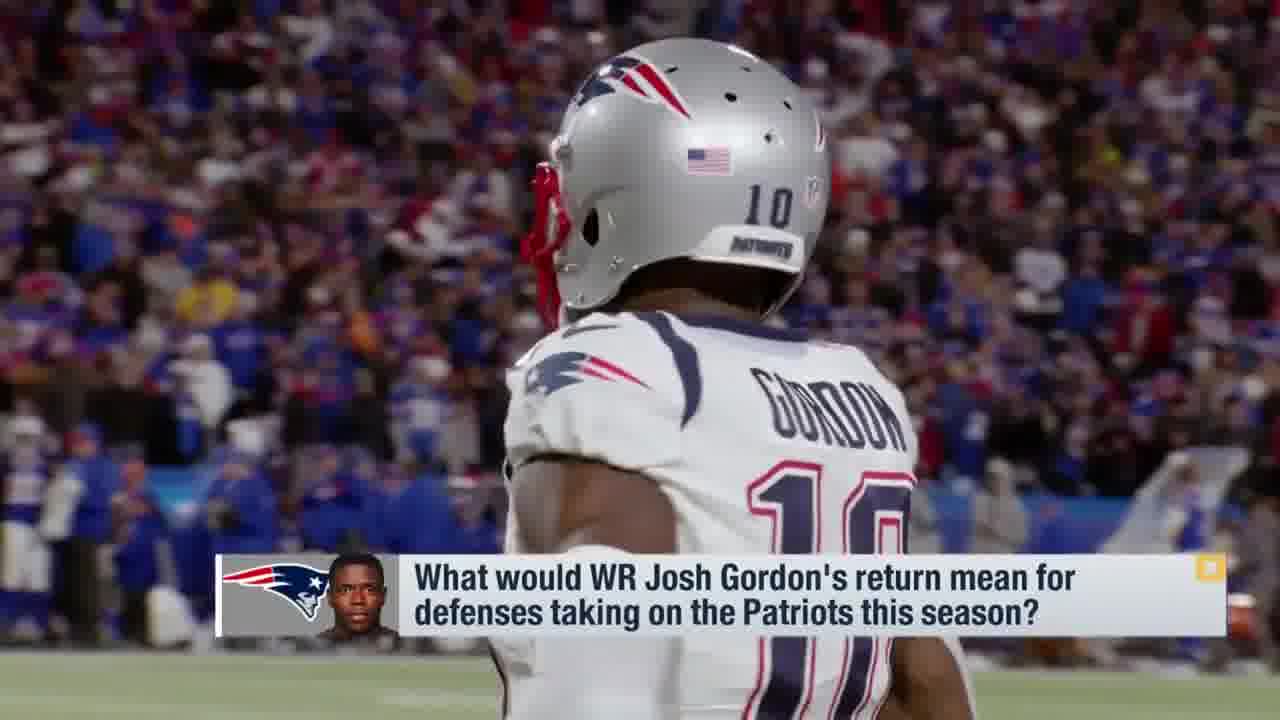 10
PATRIOTS
GORDON
10
What would WR Josh Gordon's return mean for
defenses taking on the Patriots this season?